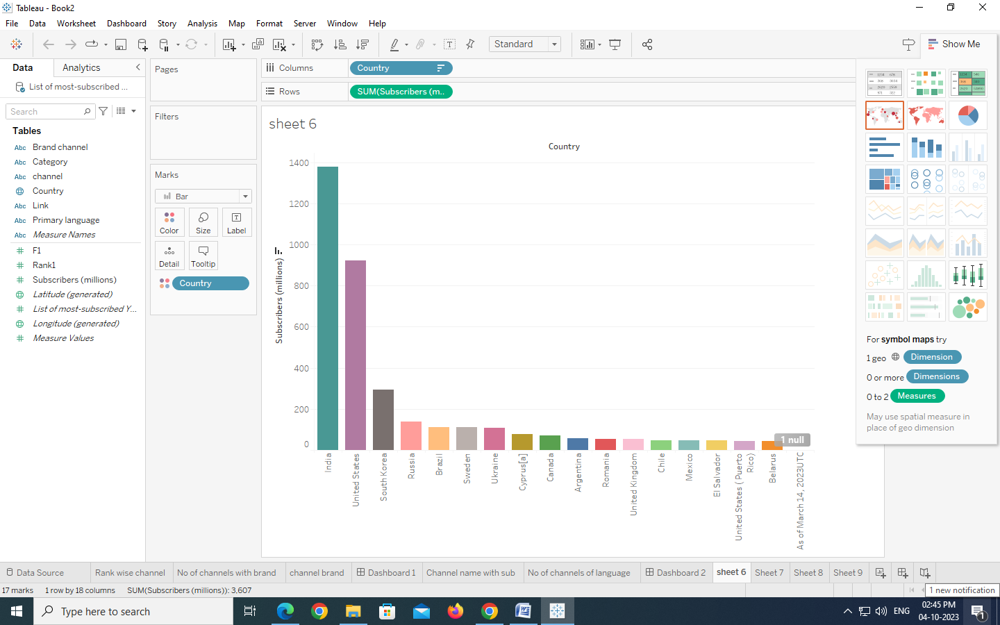 Tableau - Book2
File Data Worksheet Dashboard Story Analysis Map Format Server Window Help
Standard
Show Me
Data Analytics
Pages
Columns Country
List of most-subscribed ...
Rows SUM(Subscribers (m..
Search
Filters
Tables
sheet 6
Abc Brand channel
Abc Category
Abc channel
Country
Abc Link
Abc Primary language
Abc Measure Names
F1
Rank1
Subscribers (millions)
Latitude (generated)
List of most-subscribed Y...
Longitude (generated)
Measure Values
Marks
Bar
Color Size Label
Detail Tooltip
Country
Country
Subscribers (millions)
1400
1200
1000
800
600
400
200
0
1 null
India
United States
South Korea
Russia
Brazil
Sweden
Ukraine
Cyprus[a]
Canada
Argentina
Romania
United Kingdom
Chile
Mexico
El Salvador
United States ( Puerto
Rico)
Belarus
As of March 14, 2023UTC
For symbol maps try
1 geo Dimension
0 or more Dimensions
0 to 2 Measures
May use spatial measure in
place of geo dimension
Data Source Rank wise channel No of channels with brand channel brand Dashboard 1 Channel name with sub No of channels of language Dashboard 2 sheet 6 Sheet 7 Sheet 8 Sheet 9
17 marks 1 row by 18 columns SUM(Subscribers (millions)): 3,607
1 new notification
Type here to search
ENG
02:45 PM
04-10-2023
1